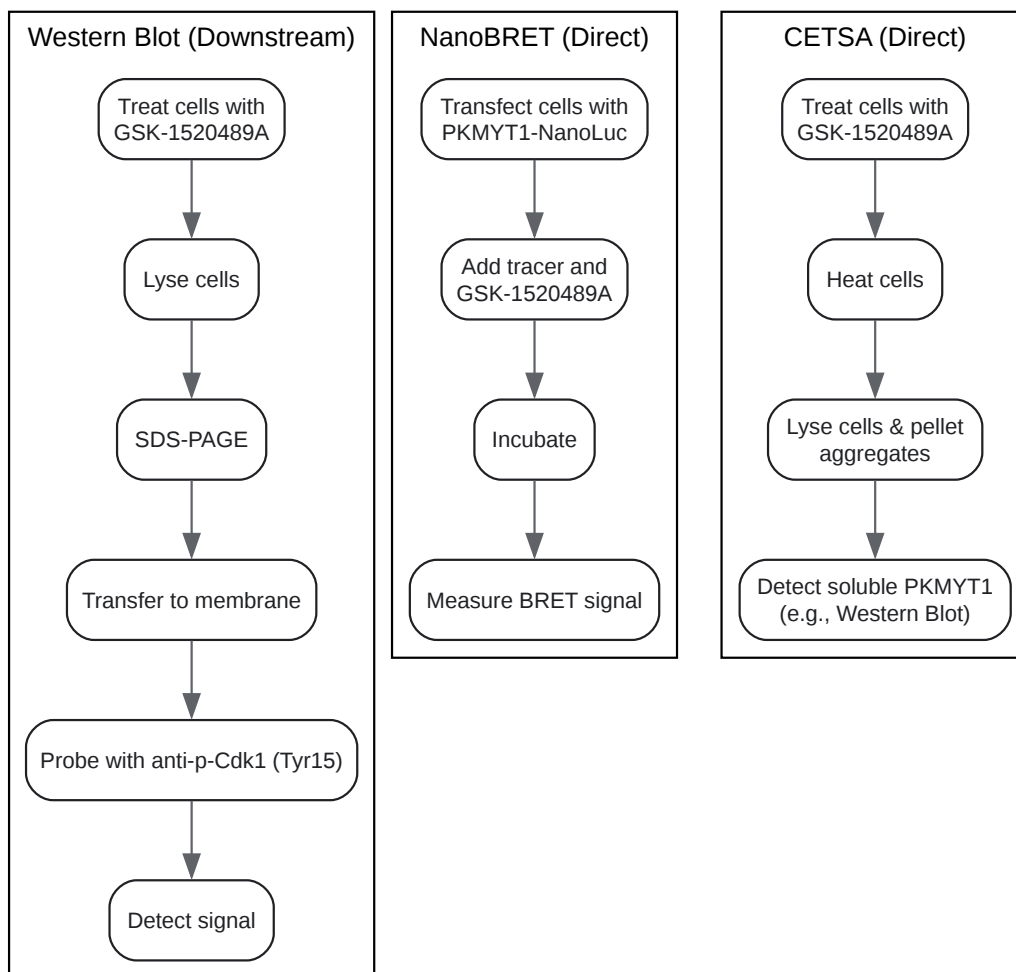 Western Blot (Downstream)
Treat cells with
GSK-1520489A
Lyse cells
SDS-PAGE
Transfer to membrane
Probe with anti-p-Cdk1 (Tyr15)
Detect signal
NanoBRET (Direct)
Transfect cells with
PKMYT1-NanoLuc
Add tracer and
GSK-1520489A
Incubate
Measure BRET signal
CETSA (Direct)
Treat cells with
GSK-1520489A
Heat cells
Lyse cells & pellet
aggregates
Detect soluble PKMYT1
(e.g., Western Blot)